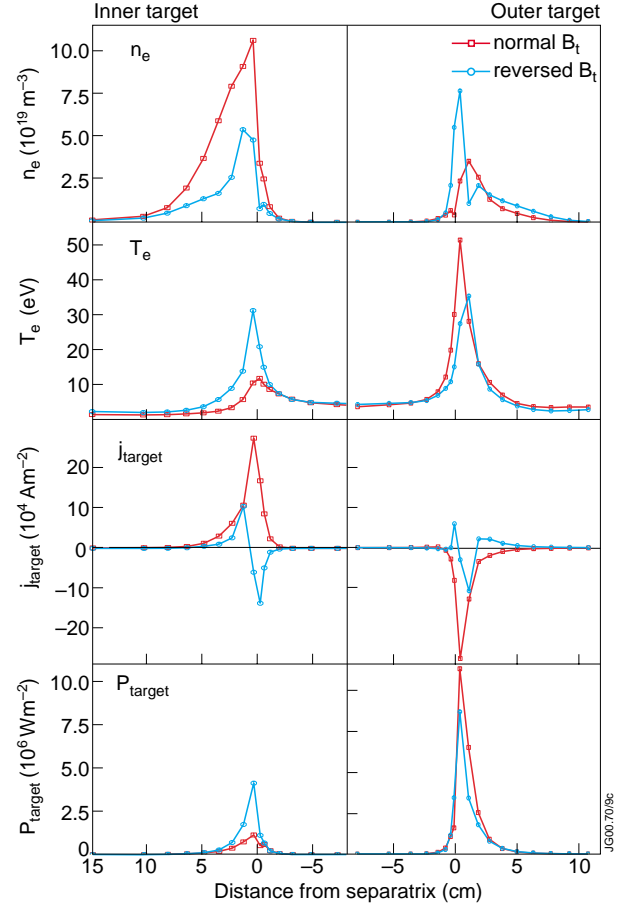 Inner target Outer target
n_e
normal B_t
reversed B_t
n_e (10^19 m^−3)
10.0
7.5
5.0
2.5
T_e
T_e (eV)
50
40
30
20
10
j_target
j_target (10^4 Am^−2)
20
10
0
−10
−20
P_target
P_target (10^6 Wm^−2)
10.0
7.5
5.0
2.5
0
15 10 5 0 −5 −5 0 5 10
Distance from separatrix (cm)
JG00.70/9c